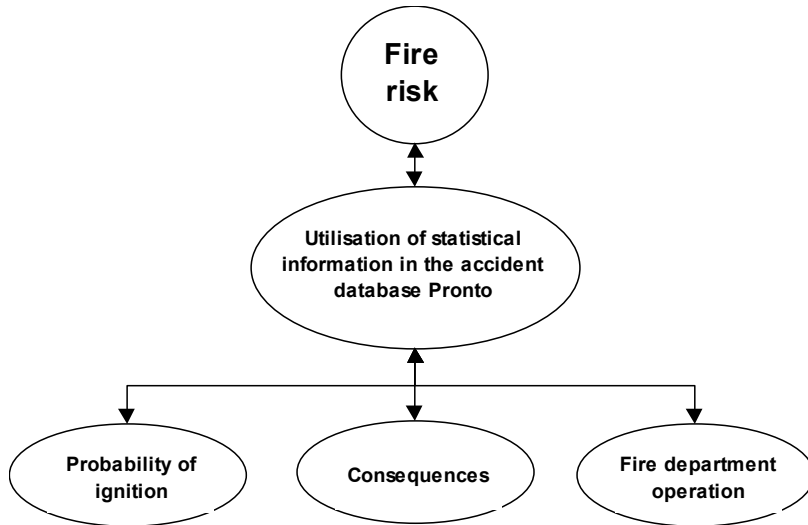 Fire
risk
Utilisation of statistical
information in the accident
database Pronto
Probability of
ignition
Consequences
Fire department
operation